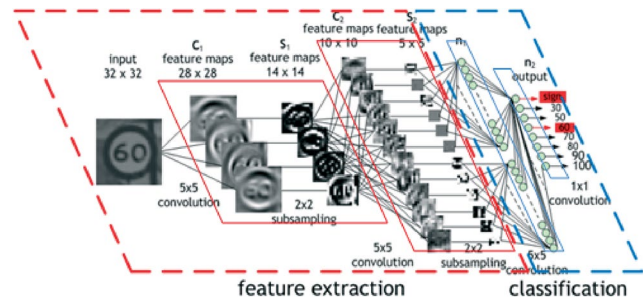 input
32 x 32
C₁
feature maps
28 x 28
S₁
feature maps
14 x 14
C₂
feature maps
10 x 10
S₂
feature maps
5 x 5
n₁
n₂
output
60
sign
30
50
60
70
80
90
100
5x5
convolution
2x2
subsampling
5x5
convolution
2x2
subsampling
5x5
convolution
1x1
convolution
feature extraction
classification